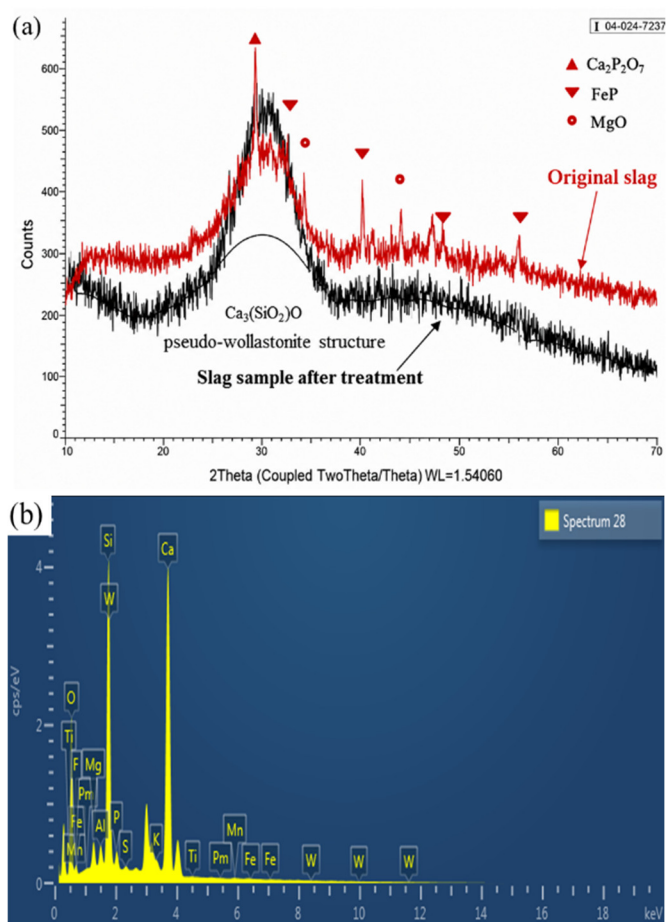 (a)
I 04-024-7237
Ca₂P₂O₇
FeP
MgO
Original slag
Counts
600
500
400
300
200
100
0
Ca₃(SiO₂)O
pseudo-wollastonite structure
Slag sample after treatment
10 20 30 40 50 60 70
2Theta (Coupled TwoTheta/Theta) WL=1.54060
(b)
Spectrum 28
cps/eV
4
2
0
Si
Ca
W
O
Ti
F
Mg
Pm
Fe
Al
P
Mn
S
K
Ti
Pm
Mn
Fe
Fe
W
W
W
0 2 4 6 8 10 12 14 16 18 keV